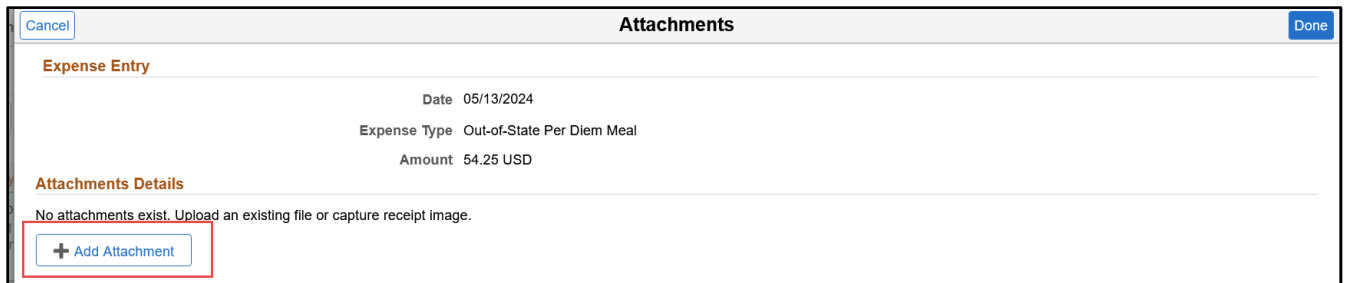 Cancel
Attachments
Done
Expense Entry
Date 05/13/2024
Expense Type Out-of-State Per Diem Meal
Amount 54.25 USD
Attachments Details
No attachments exist. Upload an existing file or capture receipt image.
Add Attachment